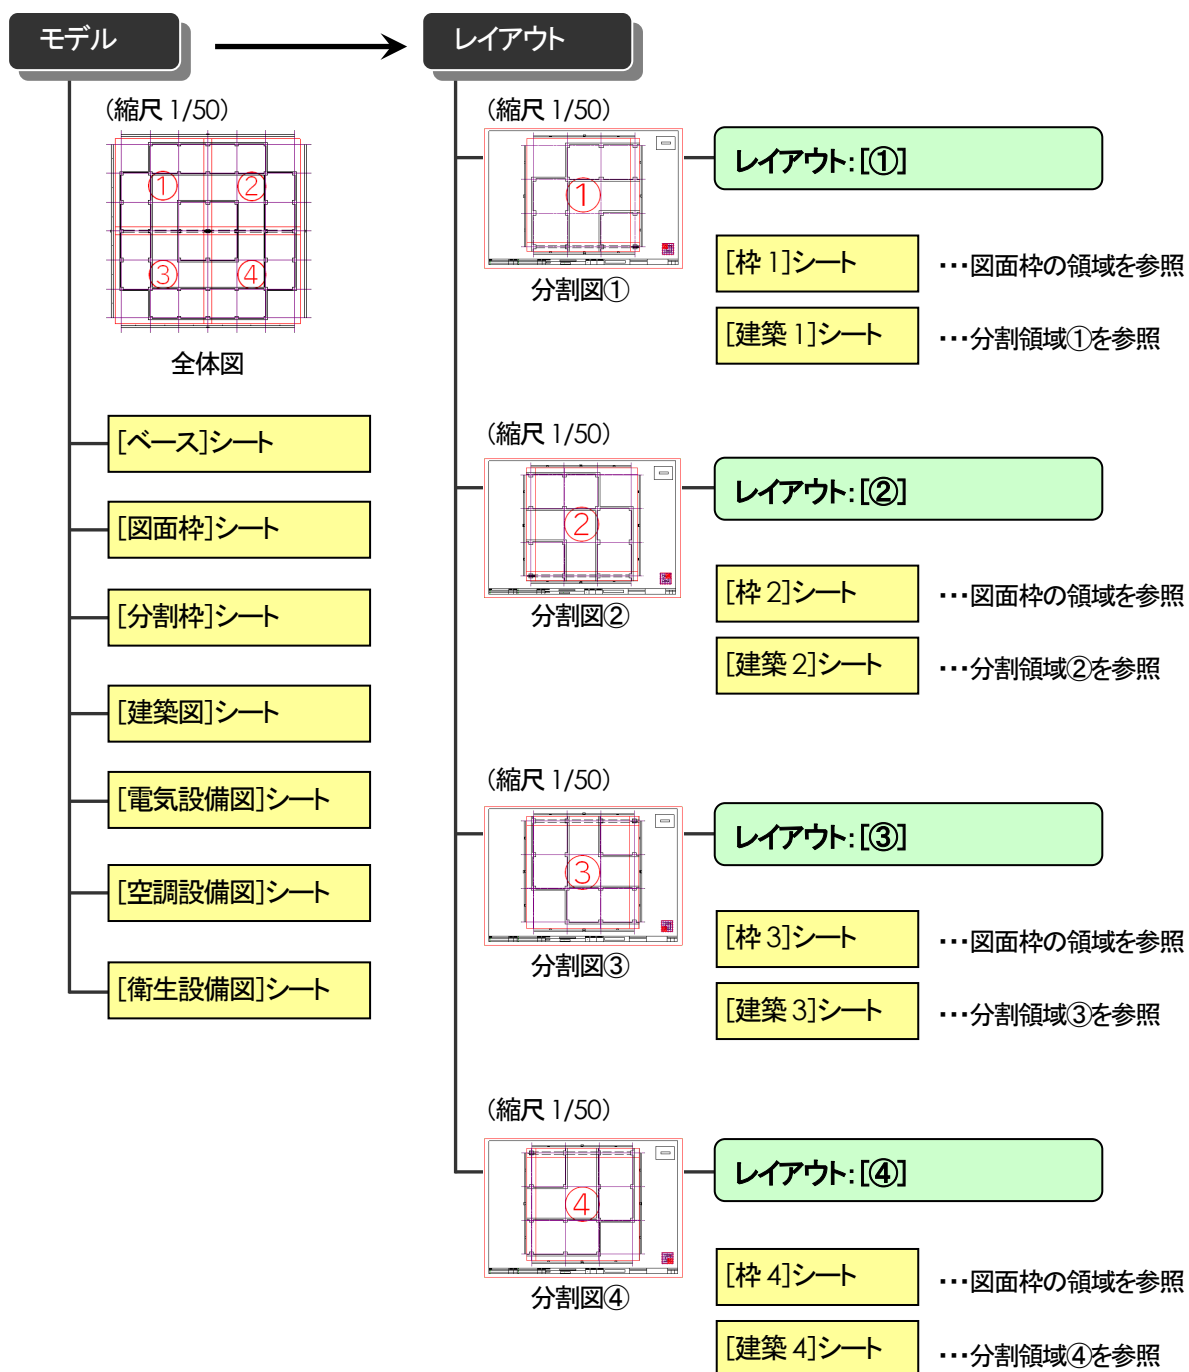 モデル
レイアウト
（縮尺 1/50）
①
②
③
④
全体図
[ベース]シート
[図面枠]シート
[分割枠]シート
[建築図]シート
[電気設備図]シート
[空調設備図]シート
[衛生設備図]シート
（縮尺 1/50）
①
分割図①
レイアウト：[①]
[枠 1]シート
…図面枠の領域を参照
[建築 1]シート
…分割領域①を参照
（縮尺 1/50）
②
分割図②
レイアウト：[②]
[枠 2]シート
…図面枠の領域を参照
[建築 2]シート
…分割領域②を参照
（縮尺 1/50）
③
分割図③
レイアウト：[③]
[枠 3]シート
…図面枠の領域を参照
[建築 3]シート
…分割領域③を参照
（縮尺 1/50）
④
分割図④
レイアウト：[④]
[枠 4]シート
…図面枠の領域を参照
[建築 4]シート
…分割領域④を参照